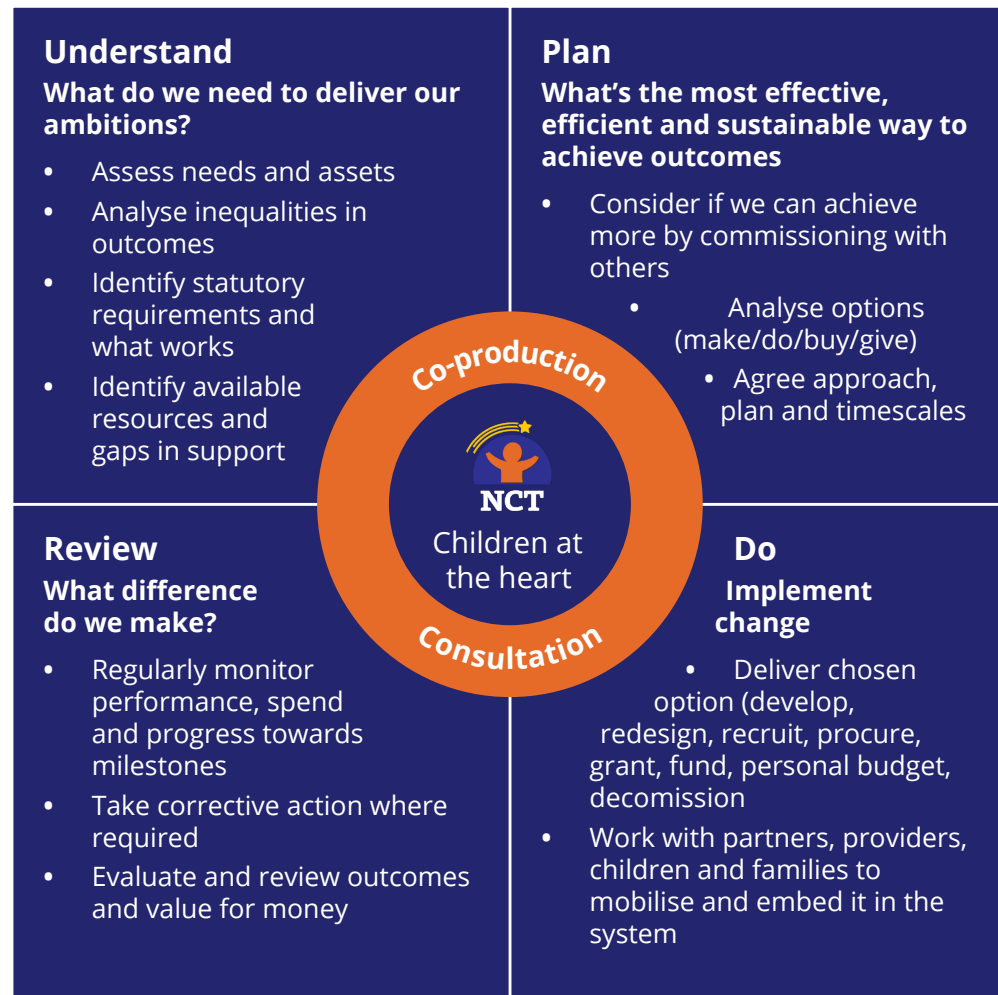 Understand
What do we need to deliver our
ambitions?
• Assess needs and assets
• Analyse inequalities in
outcomes
• Identify statutory
requirements and
what works
• Identify available
resources and
gaps in support
Plan
What’s the most effective,
efficient and sustainable way to
achieve outcomes
• Consider if we can achieve
more by commissioning with
others
• Analyse options
(make/do/buy/give)
• Agree approach,
plan and timescales
Co-production
NCT
Children at
the heart
Consultation
Review
What difference
do we make?
• Regularly monitor
performance, spend
and progress towards
milestones
• Take corrective action where
required
• Evaluate and review outcomes
and value for money
Do
Implement
change
• Deliver chosen
option (develop,
redesign, recruit, procure,
grant, fund, personal budget,
decomission
• Work with partners, providers,
children and families to
mobilise and embed it in the
system